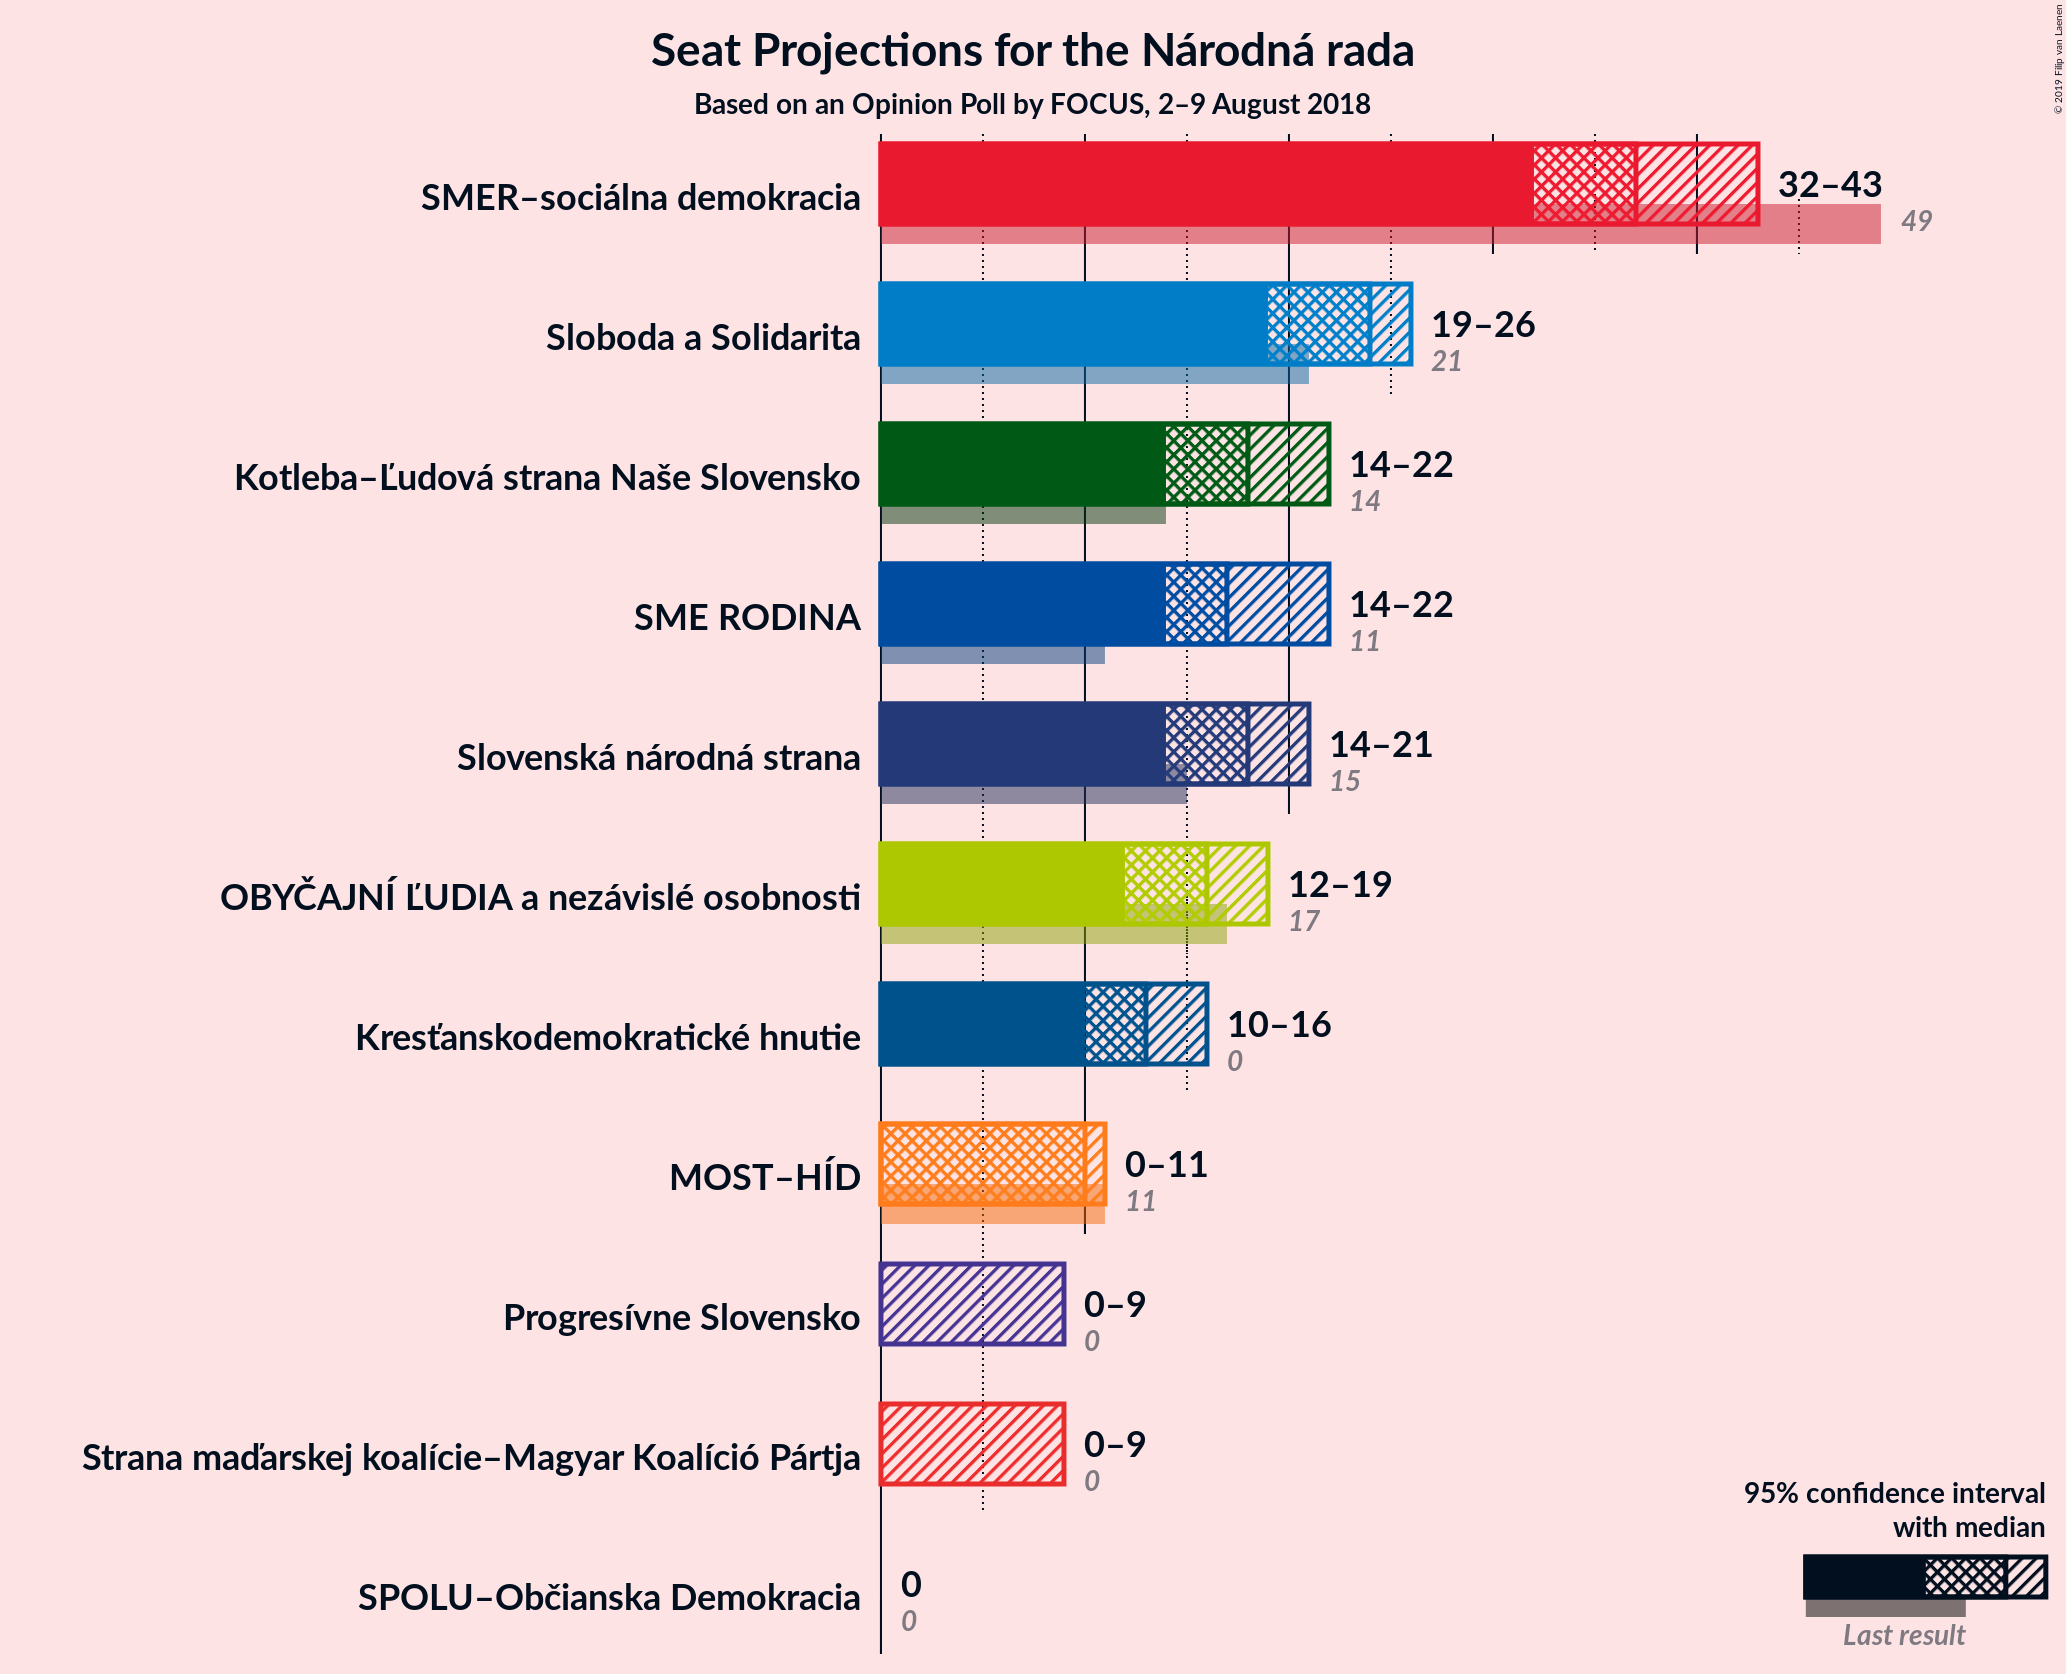 Seat Projections for the Národná rada
Based on an Opinion Poll by FOCUS, 2–9 August 2018
© 2019 Filip van Laenen
SMER–sociálna demokracia
32–43
49
Sloboda a Solidarita
19–26
21
Kotleba–Ľudová strana Naše Slovensko
14–22
14
SME RODINA
14–22
11
Slovenská národná strana
14–21
15
OBYČAJNÍ ĽUDIA a nezávislé osobnosti
12–19
17
Kresťanskodemokratické hnutie
10–16
0
MOST–HÍD
0–11
11
Progresívne Slovensko
0–9
0
Strana maďarskej koalície–Magyar Koalíció Pártja
0–9
0
SPOLU–Občianska Demokracia
0
0
95% confidence interval
with median
Last result